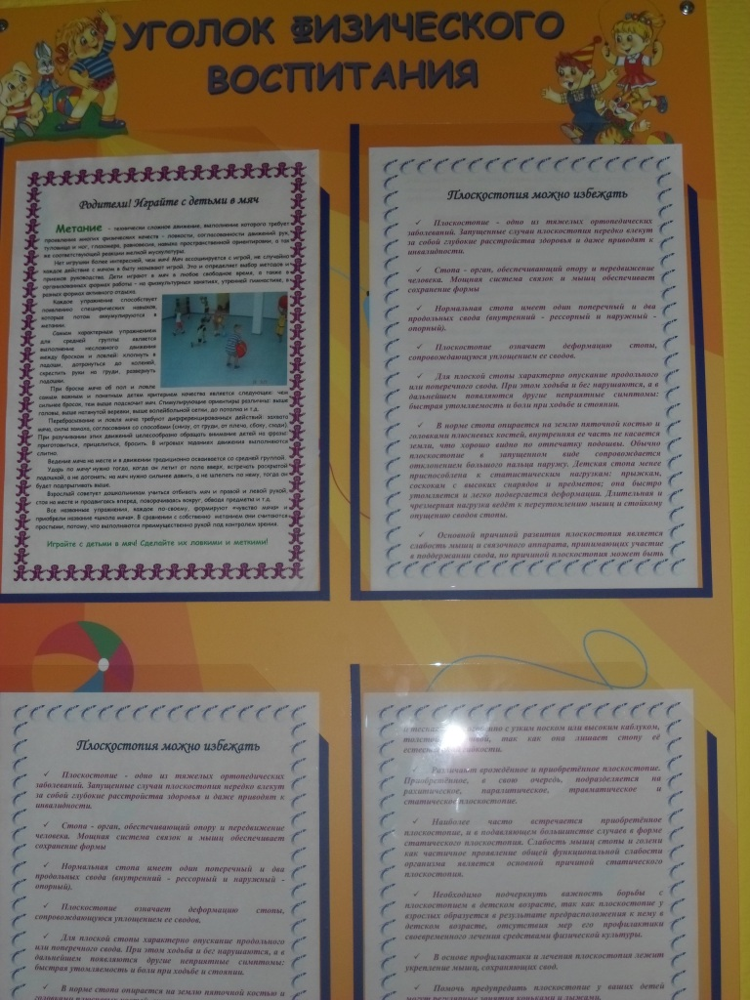 УГОЛОК ФИЗИЧЕСКОГО
ВОСПИТАНИЯ
Родители! Играйте с детьми в мяч
Метание - технически сложное движение, выполнение которого требует
проявления многих физических качеств - ловкости, согласованности движений рук,
туловища и ног, глазомера, равновесия, навыка пространственной ориентировки, а так
же соответствующей реакции мелкой мускулатуры.
Нет игрушки более интересной, чем мяч! Мяч ассоциируется с игрой, не случайно
каждое действие с мячом в быту называют игрой. Это и определяет выбор методов и
приемов руководства. Дети играют в мяч в любое свободное время, а также в
организованных формах работы - на физкультурных занятиях, утренней гимнастике, в
разных формах активного отдыха.
Каждое упражнение способствует
появлению специфических навыков,
которые потом аккумулируются в
метании.
Самым характерным упражнением
для средней группы является
выполнение несложного движения
между броском и ловлей: хлопнуть в
ладоши, дотронуться до коленей,
скрестить руки на груди, развернуть
ладошки.
При броске мяча об пол и ловле
самым важным и понятным детям критерием качества является следующее: чем
сильнее бросок, тем выше подскочит мяч. Стимулирующие ориентиры различны: выше
головы, выше натянутой веревки, выше волейбольной сетки, до потолка и т.д.
Перебрасывание и ловля мяча требуют дифференцированных действий: захвата
мяча, силы замаха, согласования со способами (снизу, от груди, от плеча, сбоку, сзади).
При разучивании этих движений целесообразно обращать внимание детей на фразы:
приготовиться, прицелиться, бросить. В игровых заданиях движения выполняются
слитно.
Ведение мяча на месте и в движении традиционно осваивается со средней группой.
Ударять по мячу нужно тогда, когда он летит от пола вверх, встречать раскрытой
ладошкой, а не догонять; на мяч нужно сильнее давить, а не шлепать по нему, тогда он
будет подпрыгивать выше.
Взрослый советует дошкольникам учиться отбивать мяч правой и левой рукой,
стоя на месте и продвигаясь вперед, поворачиваясь вокруг, обводя предметы и т.д.
Все названные упражнения, каждое по-своему, формируют «чувство мяча» и
приобрели название «школа мяча». В сравнении с собственно метанием они считаются
простыми, потому, что выполняются преимущественно рукой под контролем зрения.
Играйте с детьми в мяч! Сделайте их ловкими и меткими!
Плоскостопия можно избежать
✓ Плоскостопие - одно из тяжелых ортопедических
заболеваний. Запущенные случаи плоскостопия нередко влекут
за собой глубокие расстройства здоровья и даже приводят к
инвалидности.
✓ Стопа - орган, обеспечивающий опору и передвижение
человека. Мощная система связок и мышц обеспечивает
сохранение формы
✓ Нормальная стопа имеет один поперечный и два
продольных свода (внутренний - рессорный и наружный -
опорный).
✓ Плоскостопие означает деформацию стопы,
сопровождающуюся уплощением ее сводов.
✓ Для плоской стопы характерно опускание продольного
или поперечного свода. При этом ходьба и бег нарушаются, а в
дальнейшем появляются другие неприятные симптомы:
быстрая утомляемость и боли при ходьбе и стоянии.
✓ В норме стопа опирается на землю пяточной костью и
головками плюсневых костей, внутренняя ее часть не касается
земли, что хорошо видно по отпечатку подошвы. Обычно
плоскостопие в запущенном виде сопровождается
отклонением большого пальца наружу. Детская стопа менее
приспособлена к статистическим нагрузкам: прыжкам,
соскокам с высоких снарядов и предметов; она быстро
утомляется и легко подвергается деформации. Длительная и
чрезмерная нагрузка ведёт к переутомлению мышц и стойкому
опущению сводов стопы.
✓ Основной причиной развития плоскостопия является
слабость мышц и связочного аппарата, принимающих участие
в поддержании свода, но причиной плоскостопия может быть
Плоскостопия можно избежать
✓ Плоскостопие - одно из тяжелых ортопедических
заболеваний. Запущенные случаи плоскостопия нередко влекут
за собой глубокие расстройства здоровья и даже приводят к
инвалидности.
✓ Стопа - орган, обеспечивающий опору и передвижение
человека. Мощная система связок и мышц обеспечивает
сохранение формы
✓ Нормальная стопа имеет один поперечный и два
продольных свода (внутренний - рессорный и наружный -
опорный).
✓ Плоскостопие означает деформацию стопы,
сопровождающуюся уплощением ее сводов.
✓ Для плоской стопы характерно опускание продольного
или поперечного свода. При этом ходьба и бег нарушаются, а в
дальнейшем появляются другие неприятные симптомы:
быстрая утомляемость и боли при ходьбе и стоянии.
✓ В норме стопа опирается на землю пяточной костью и
головками плюсневых костей
с узким носком или высоким каблуком,
так как она лишает стопу её
✓ Различают врождённое и приобретённое плоскостопие.
Приобретённое, в свою очередь, подразделяется на
рахитическое, паралитическое, травматическое и
статическое плоскостопие.
✓ Наиболее часто встречается приобретённое
плоскостопие, и в подавляющем большинстве случаев в форме
статического плоскостопия. Слабость мышц стопы и голени
как частичное проявление общей функциональной слабости
организма является основной причиной статического
плоскостопия.
✓ Необходимо подчеркнуть важность борьбы с
плоскостопием в детском возрасте, так как плоскостопие у
взрослых образуется в результате предрасположения к нему в
детском возрасте, отсутствия мер его профилактики
своевременного лечения средствами физической культуры.
✓ В основе профилактики и лечения плоскостопия лежит
укрепление мышц, сохраняющих свод.
✓ Помочь предупредить плоскостопие у ваших детей
могут регулярные занятия коньками и лыжами.